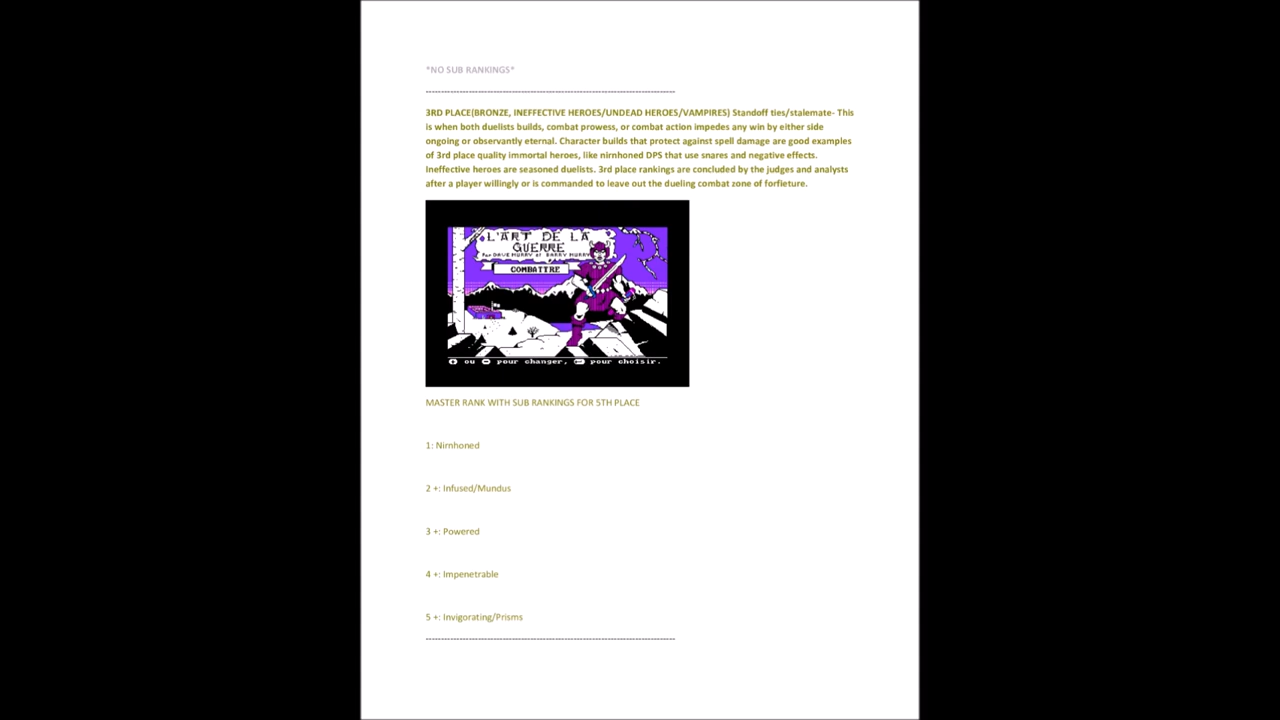 *NO SUB RANKINGS*
-----------------------------------------------------------------------------------
3RD PLACE(BRONZE, INEFFECTIVE HEROES/UNDEAD HEROES/VAMPIRES) Standoff ties/stalemate- This
is when both duelists builds, combat prowess, or combat action impedes any win by either side
ongoing or observantly eternal. Character builds that protect against spell damage are good examples
of 3rd place quality immortal heroes, like nirnhoned DPS that use snares and negative effects.
Ineffective heroes are seasoned duelists. 3rd place rankings are concluded by the judges and analysts
after a player willingly or is commanded to leave out the dueling combat zone of forfieture.
L'ART DE LA
GUERRE
Par DAVE MURRY et BARRY MURRY
COMBATTRE
ou pour changer, pour choisir.
MASTER RANK WITH SUB RANKINGS FOR 5TH PLACE
1: Nirnhoned
2 +: Infused/Mundus
3 +: Powered
4 +: Impenetrable
5 +: Invigorating/Prisms
-----------------------------------------------------------------------------------